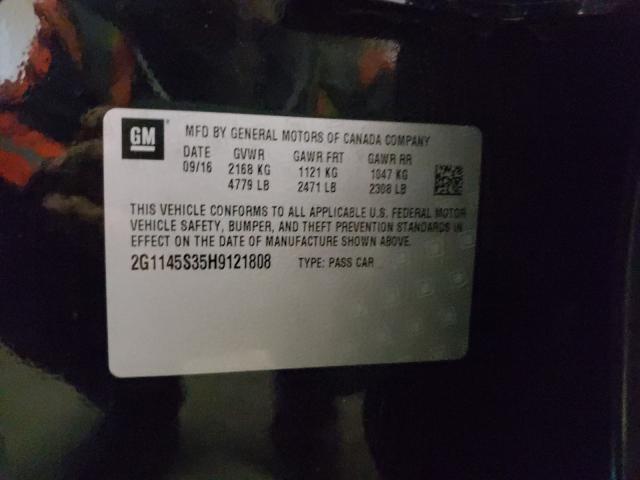 GM
MFD BY GENERAL MOTORS OF CANADA COMPANY
DATE GVWR GAWR FRT GAWR RR
09/16 2168 KG 1121 KG 1047 KG
4779 LB 2471 LB 2308 LB
THIS VEHICLE CONFORMS TO ALL APPLICABLE U.S. FEDERAL MOTOR
VEHICLE SAFETY, BUMPER, AND THEFT PREVENTION STANDARDS IN
EFFECT ON THE DATE OF MANUFACTURE SHOWN ABOVE.
2G1145S35H9121808 TYPE: PASS CAR